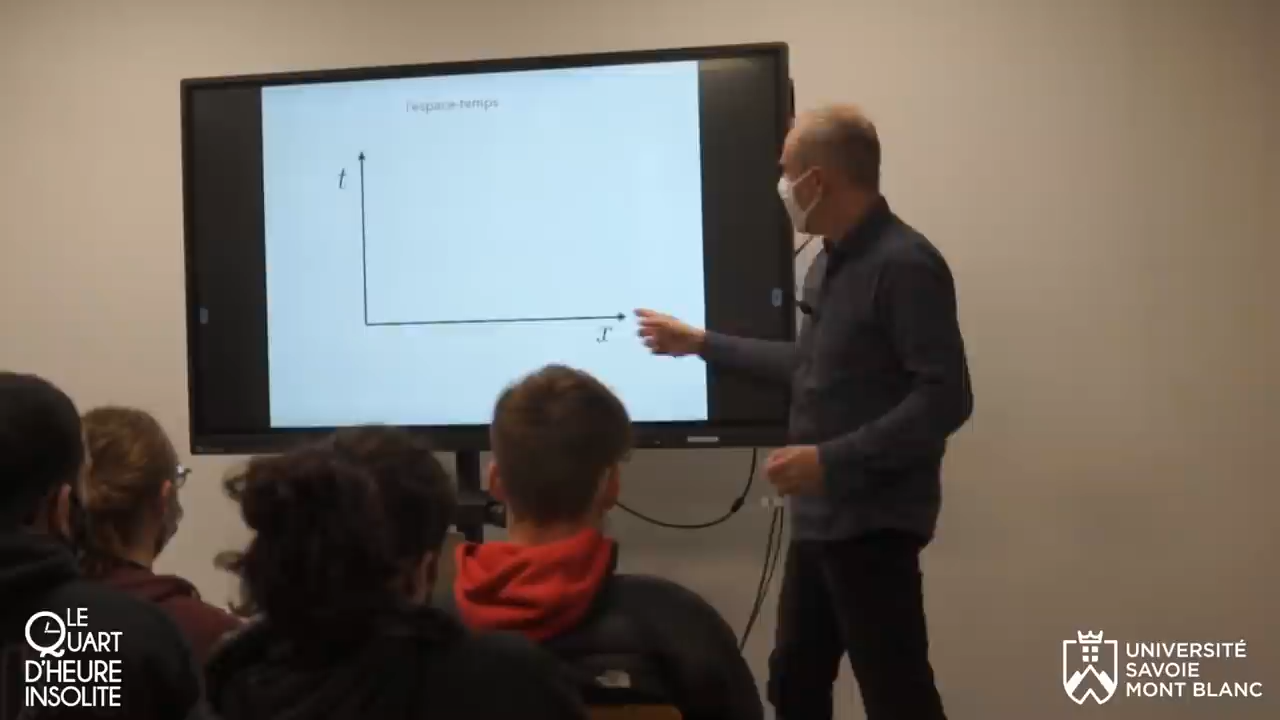 l'espace-temps
t
x
LE
QUART
D'HEURE
INSOLITE
UNIVERSITÉ
SAVOIE
MONT BLANC